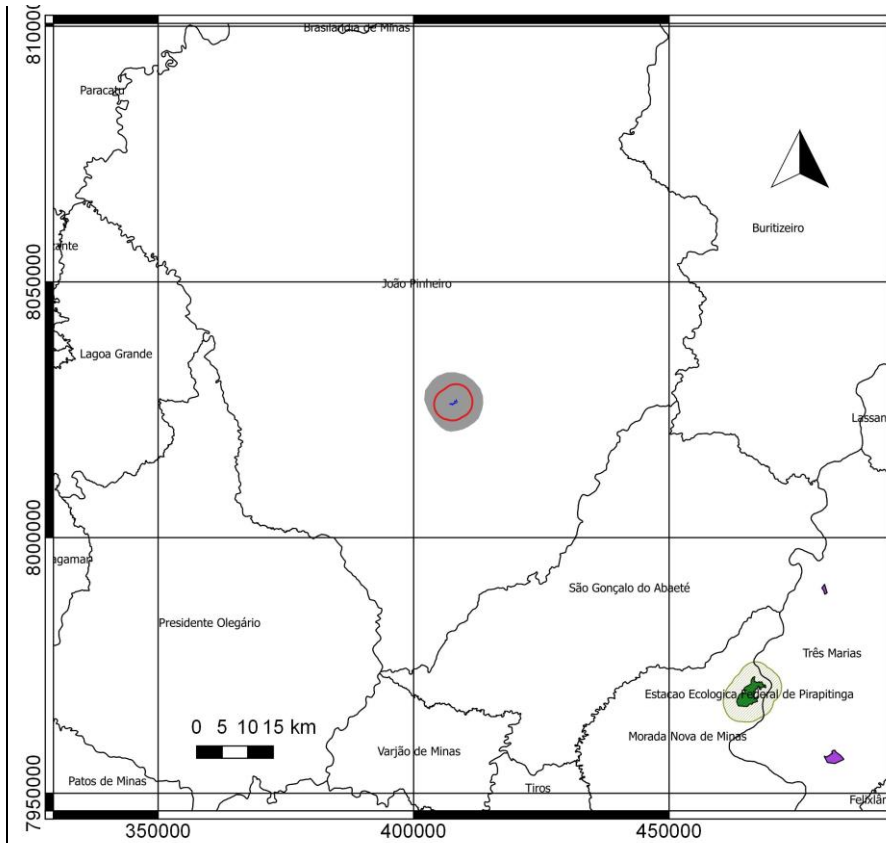 Brasilândia de Minas
8100000
Paracatu
Buritizeiro
zante
8050000
João Pinheiro
Lagoa Grande
Lassan
8000000
agamar
São Gonçalo do Abaeté
Presidente Olegário
Três Marias
Estacao Ecologica Federal de Pirapitinga
0 5 10 15 km
Morada Nova de Minas
Varjão de Minas
Patos de Minas
Tiros
Felixlân
7950000
350000 400000 450000